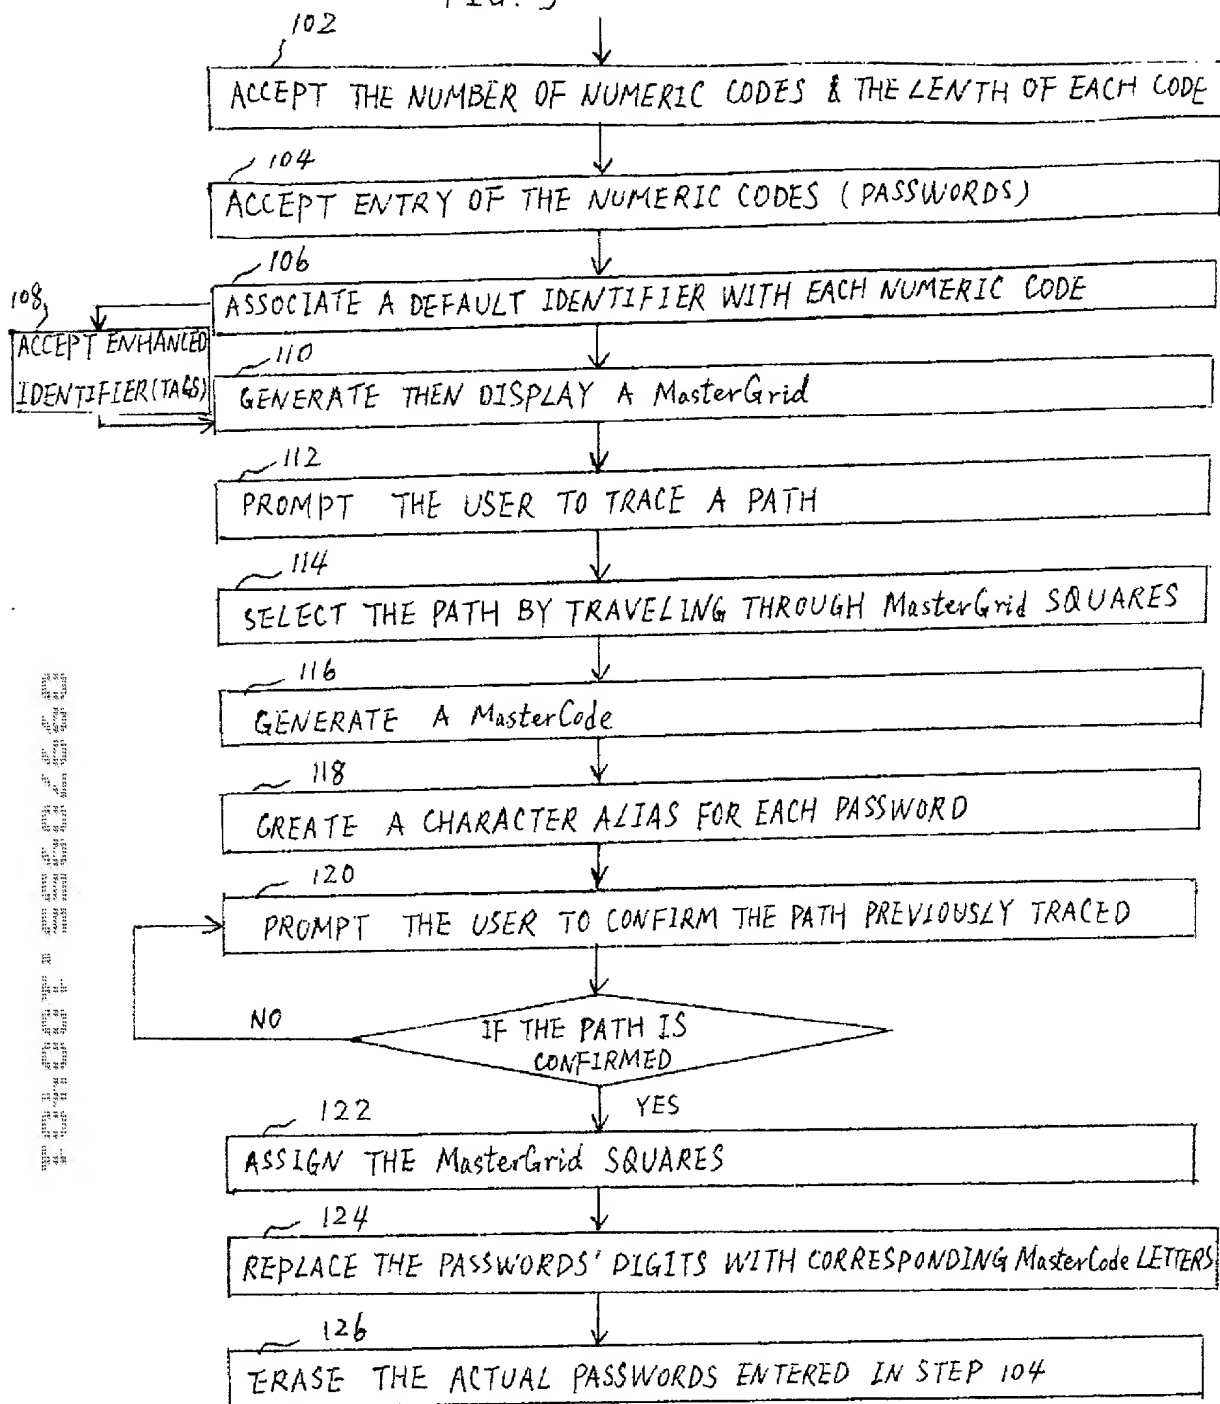 FIG. 3
102
ACCEPT THE NUMBER OF NUMERIC CODES & THE LENTH OF EACH CODE
104
ACCEPT ENTRY OF THE NUMERIC CODES (PASSWORDS)
106
ASSOCIATE A DEFAULT IDENTIFIER WITH EACH NUMERIC CODE
108
ACCEPT ENHANCED
IDENTIFIER (TAGS)
110
GENERATE THEN DISPLAY A MasterGrid
112
PROMPT THE USER TO TRACE A PATH
114
SELECT THE PATH BY TRAVELING THROUGH MasterGrid SQUARES
116
GENERATE A MasterCode
118
CREATE A CHARACTER ALIAS FOR EACH PASSWORD
120
PROMPT THE USER TO CONFIRM THE PATH PREVIOUSLY TRACED
IF THE PATH IS
CONFIRMED
NO
YES
122
ASSIGN THE MasterGrid SQUARES
124
REPLACE THE PASSWORDS' DIGITS WITH CORRESPONDING MasterCode LETTERS
126
ERASE THE ACTUAL PASSWORDS ENTERED IN STEP 104